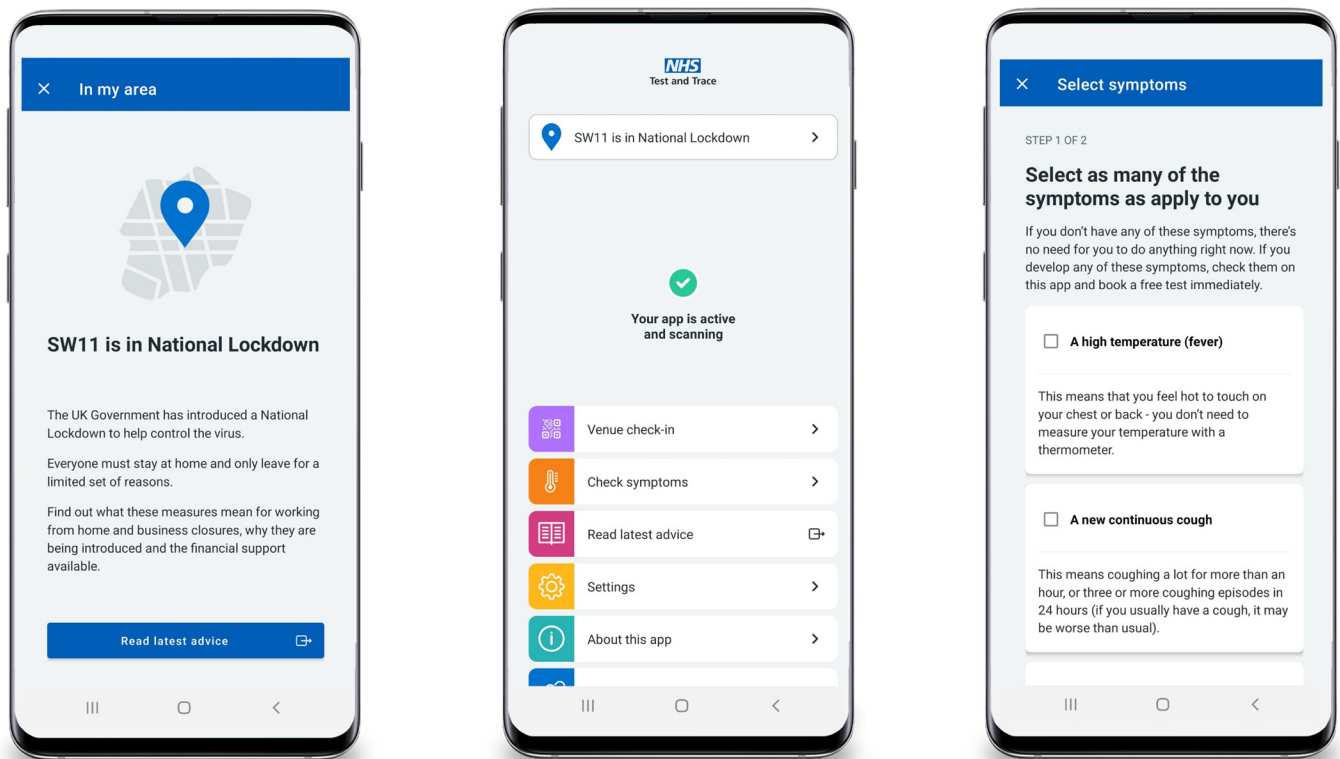 In my area
SW11 is in National Lockdown
The UK Government has introduced a National
Lockdown to help control the virus.
Everyone must stay at home and only leave for a
limited set of reasons.
Find out what these measures mean for working
from home and business closures, why they are
being introduced and the financial support
available.
Read latest advice
NHS
Test and Trace
SW11 is in National Lockdown
Your app is active
and scanning
Venue check-in
Check symptoms
Read latest advice
Settings
About this app
Select symptoms
STEP 1 OF 2
Select as many of the
symptoms as apply to you
If you don't have any of these symptoms, there's
no need for you to do anything right now. If you
develop any of these symptoms, check them on
this app and book a free test immediately.
A high temperature (fever)
This means that you feel hot to touch on
your chest or back - you don't need to
measure your temperature with a
thermometer.
A new continuous cough
This means coughing a lot for more than an
hour, or three or more coughing episodes in
24 hours (if you usually have a cough, it may
be worse than usual).